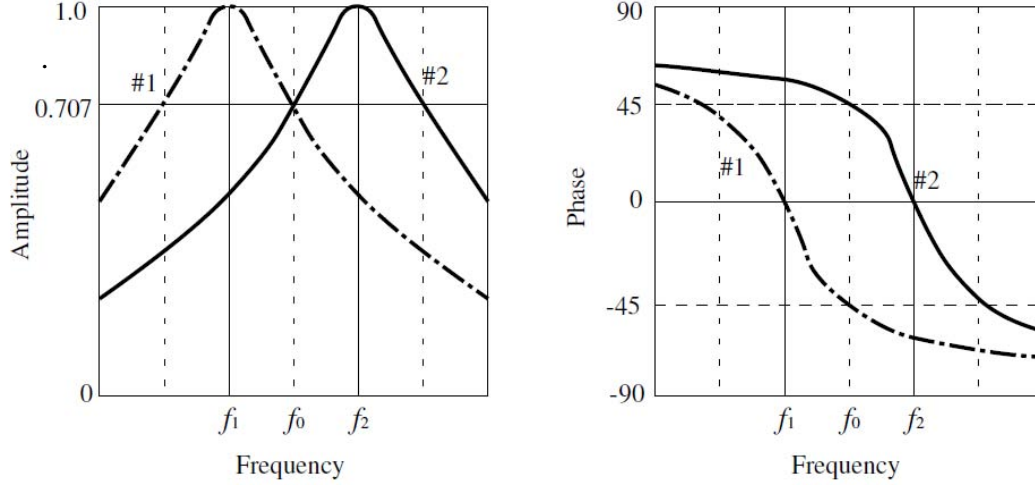 1.0
#1
#2
0.707
Amplitude
0
f1
f0
f2
Frequency
90
45
#1
#2
0
Phase
-45
-90
f1
f0
f2
Frequency